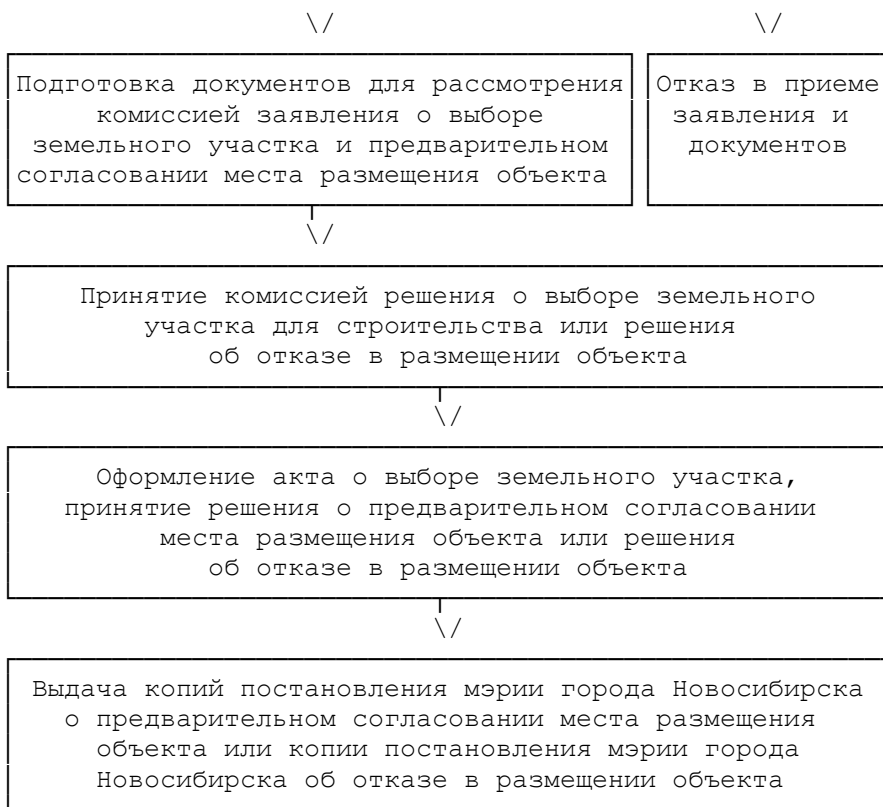 \/
\/
Подготовка документов для рассмотрения
комиссией заявления о выборе
земельного участка и предварительном
согласовании места размещения объекта
Отказ в приеме
заявления и
документов
\/
Принятие комиссией решения о выборе земельного
участка для строительства или решения
об отказе в размещении объекта
\/
Оформление акта о выборе земельного участка,
принятие решения о предварительном согласовании
места размещения объекта или решения
об отказе в размещении объекта
\/
Выдача копий постановления мэрии города Новосибирска
о предварительном согласовании места размещения
объекта или копии постановления мэрии города
Новосибирска об отказе в размещении объекта